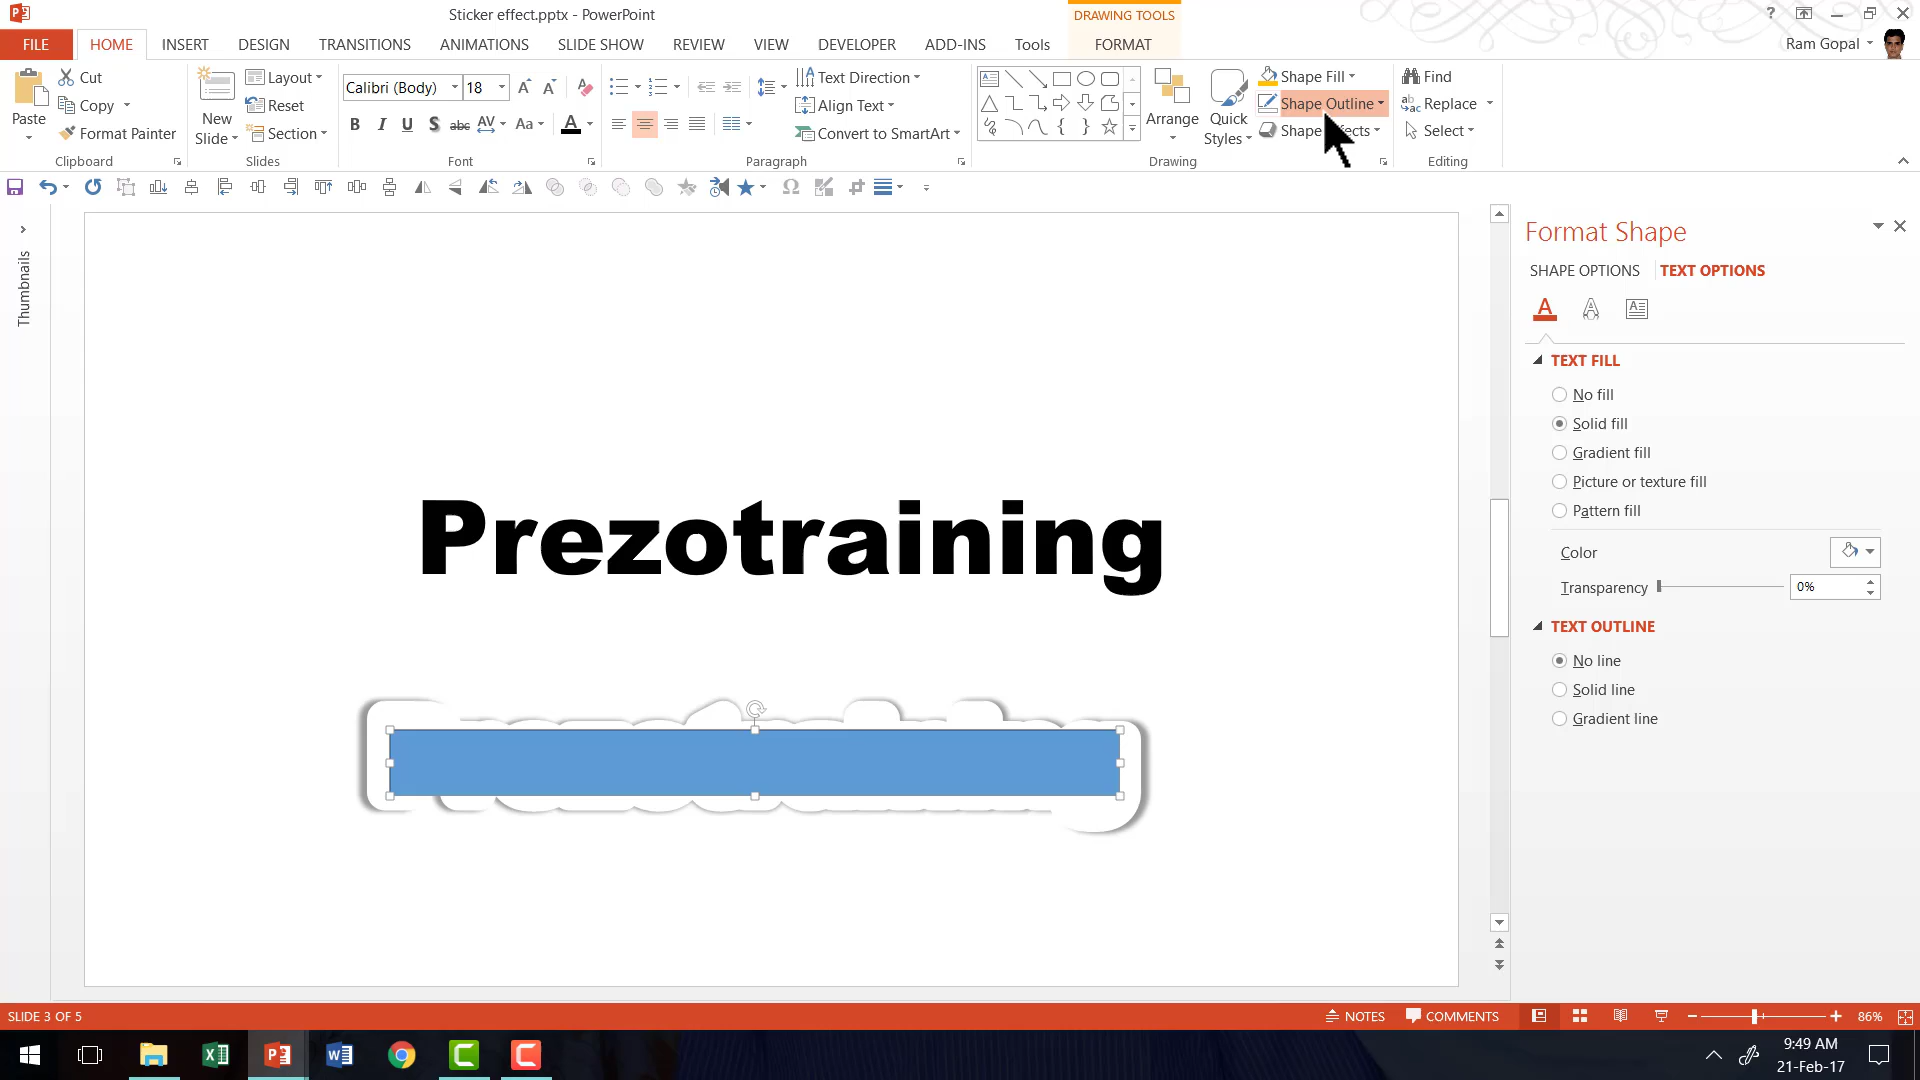 Sticker effect.pptx - PowerPoint
DRAWING TOOLS
?
FILE
HOME
INSERT
DESIGN
TRANSITIONS
ANIMATIONS
SLIDE SHOW
REVIEW
VIEW
DEVELOPER
ADD-INS
Tools
FORMAT
Ram Gopal
Paste
Cut
Copy
Format Painter
Clipboard
New
Slide
Layout
Reset
Section
Slides
Calibri (Body)
18
B I U S abc AV Aa A
Font
Text Direction
Align Text
Convert to SmartArt
Paragraph
Arrange
Quick
Styles
Shape Fill
Shape Outline
Drawing
Find
Replace
Select
Editing
Thumbnails
Prezotraining
Format Shape
SHAPE OPTIONS
TEXT OPTIONS
TEXT FILL
No fill
Solid fill
Gradient fill
Picture or texture fill
Pattern fill
Color
Transparency
0%
TEXT OUTLINE
No line
Solid line
Gradient line
SLIDE 3 OF 5
NOTES
COMMENTS
86%
9:49 AM
21-Feb-17